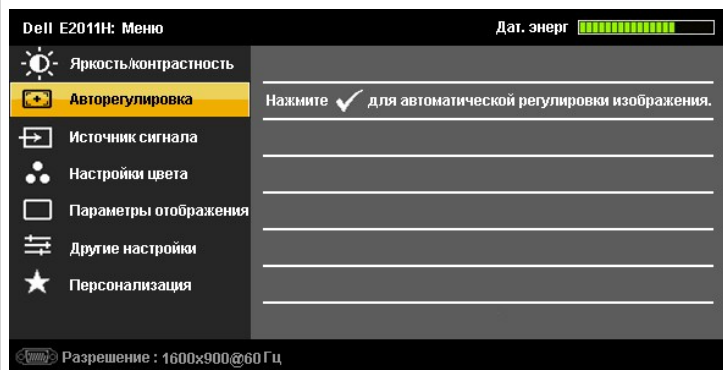 Dell E2011H: Меню
Дат. энерг
Яркость/контрастность
Авторегулировка
Нажмите для автоматической регулировки изображения.
Источник сигнала
Настройки цвета
Параметры отображения
Другие настройки
Персонализация
Разрешение : 1600x900@60 Гц